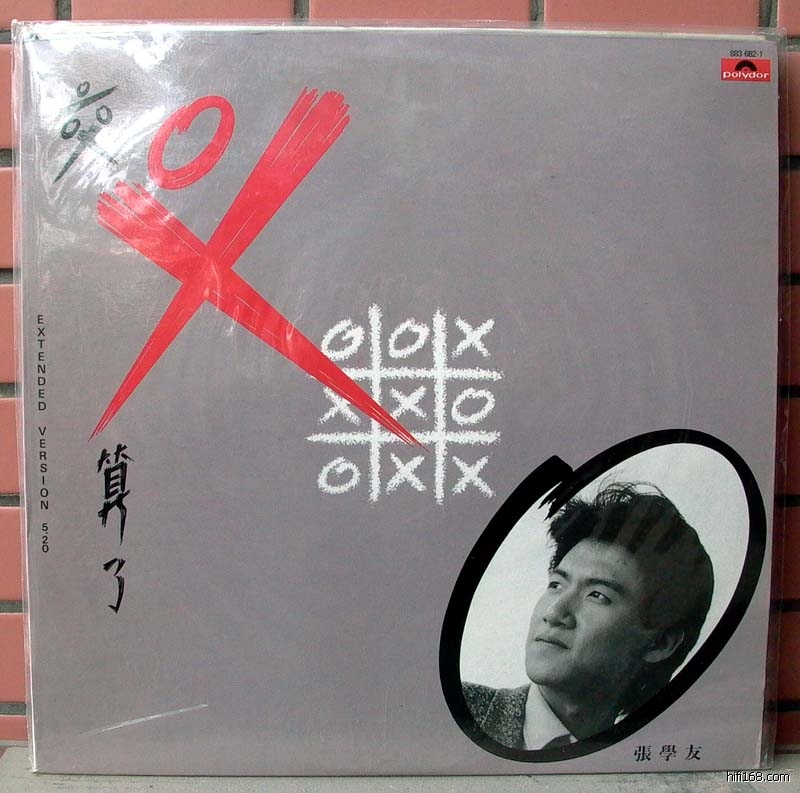 883 682-1
polydor
O O X
X X O
O X X
EXTENDED VERSION 5.20
算了
張學友
hifi168.com